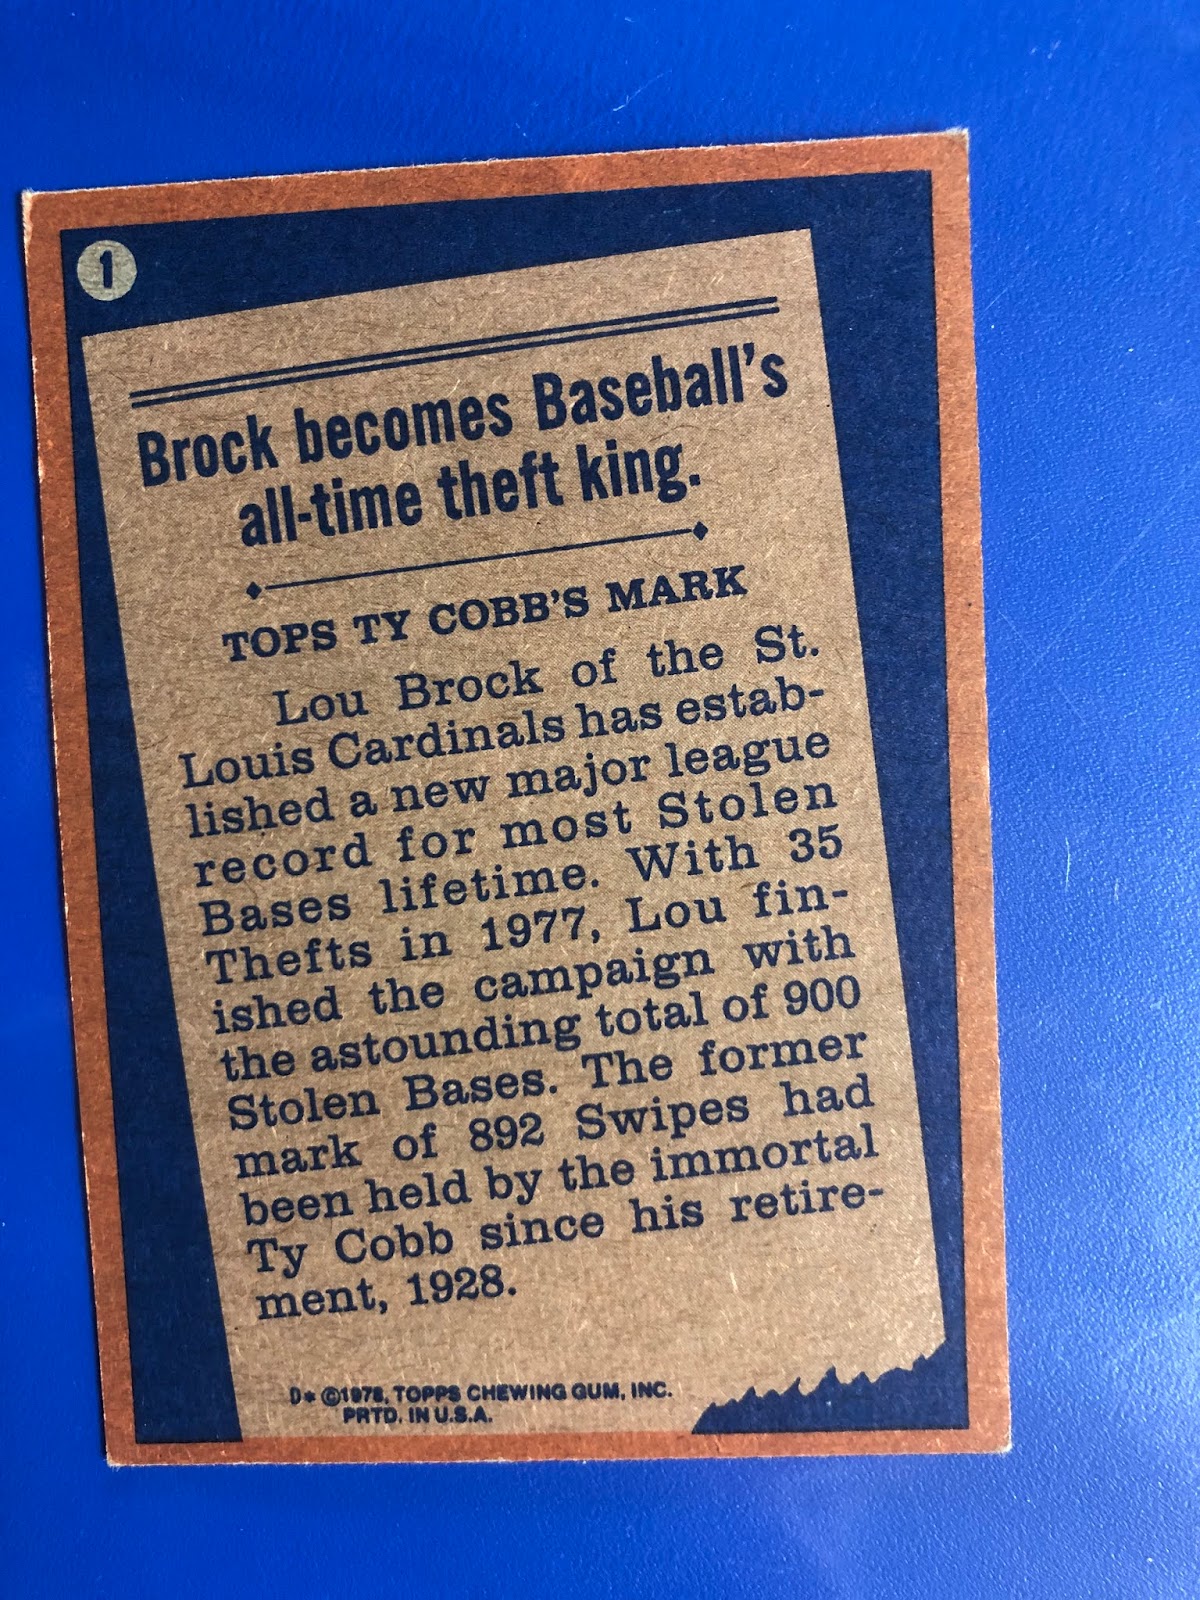 1
Brock becomes Baseball's
all-time theft king.
TOPS TY COBB'S MARK
Lou Brock of the St.
Louis Cardinals has estab-
lished a new major league
record for most Stolen
Bases lifetime. With 35
Thefts in 1977, Lou fin-
ished the campaign with
the astounding total of 900
Stolen Bases. The former
mark of 892 Swipes had
been held by the immortal
Ty Cobb since his retire-
ment, 1928.
D* ©1978, TOPPS CHEWING GUM, INC.
PRTD. IN U.S.A.